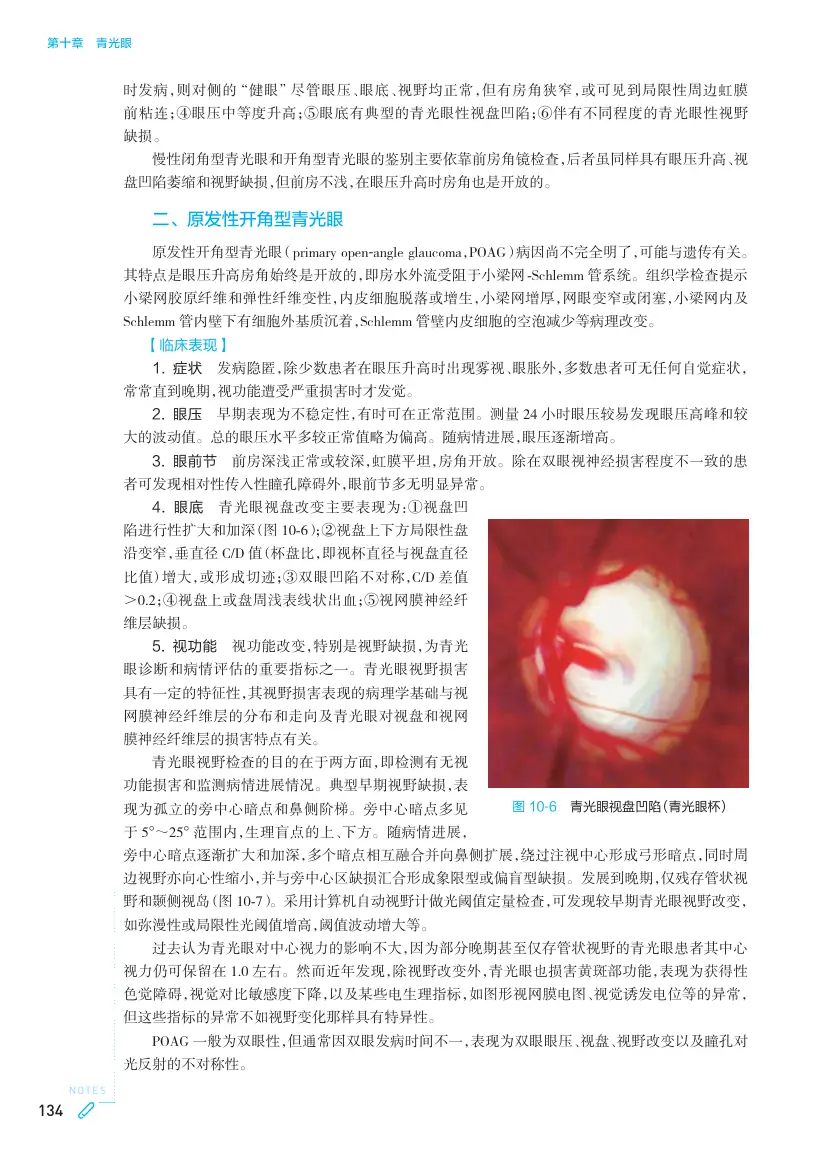 第十章　青光眼
时发病，则对侧的“健眼”尽管眼压、眼底、视野均正常，但有房角狭窄，或可见到局限性周边虹膜
前粘连；④眼压中等度升高；⑤眼底有典型的青光眼性视盘凹陷；⑥伴有不同程度的青光眼性视野
缺损。
慢性闭角型青光眼和开角型青光眼的鉴别主要依靠前房角镜检查，后者虽同样具有眼压升高、视
盘凹陷萎缩和视野缺损，但前房不浅，在眼压升高时房角也是开放的。
二、原发性开角型青光眼
原发性开角型青光眼（primary open-angle glaucoma，POAG）病因尚不完全明了，可能与遗传有关。
其特点是眼压升高房角始终是开放的，即房水外流受阻于小梁网-Schlemm 管系统。组织学检查提示
小梁网胶原纤维和弹性纤维变性，内皮细胞脱落或增生，小梁网增厚，网眼变窄或闭塞，小梁网内及
Schlemm 管内壁下有细胞外基质沉着，Schlemm 管壁内皮细胞的空泡减少等病理改变。
【临床表现】
1. 症状　发病隐匿，除少数患者在眼压升高时出现雾视、眼胀外，多数患者可无任何自觉症状，
常常直到晚期，视功能遭受严重损害时才发觉。
2. 眼压　早期表现为不稳定性，有时可在正常范围。测量 24 小时眼压较易发现眼压高峰和较
大的波动值。总的眼压水平多较正常值略为偏高。随病情进展，眼压逐渐增高。
3. 眼前节　前房深浅正常或较深，虹膜平坦，房角开放。除在双眼视神经损害程度不一致的患
者可发现相对性传入性瞳孔障碍外，眼前节多无明显异常。
4. 眼底　青光眼视盘改变主要表现为：①视盘凹
陷进行性扩大和加深（图 10-6）；②视盘上下方局限性盘
沿变窄，垂直径 C/D 值（杯盘比，即视杯直径与视盘直径
比值）增大，或形成切迹；③双眼凹陷不对称，C/D 差值
＞0.2；④视盘上或盘周浅表线状出血；⑤视网膜神经纤
维层缺损。
5. 视功能　视功能改变，特别是视野缺损，为青光
眼诊断和病情评估的重要指标之一。青光眼视野损害
具有一定的特征性，其视野损害表现的病理学基础与视
网膜神经纤维层的分布和走向及青光眼对视盘和视网
膜神经纤维层的损害特点有关。
青光眼视野检查的目的在于两方面，即检测有无视
功能损害和监测病情进展情况。典型早期视野缺损，表
现为孤立的旁中心暗点和鼻侧阶梯。旁中心暗点多见
于 5°～25° 范围内，生理盲点的上、下方。随病情进展，
图 10-6　青光眼视盘凹陷（青光眼杯）
旁中心暗点逐渐扩大和加深，多个暗点相互融合并向鼻侧扩展，绕过注视中心形成弓形暗点，同时周
边视野亦向心性缩小，并与旁中心区缺损汇合形成象限型或偏盲型缺损。发展到晚期，仅残存管状视
野和颞侧视岛（图 10-7）。采用计算机自动视野计做光阈值定量检查，可发现较早期青光眼视野改变，
如弥漫性或局限性光阈值增高，阈值波动增大等。
过去认为青光眼对中心视力的影响不大，因为部分晚期甚至仅存管状视野的青光眼患者其中心
视力仍可保留在 1.0 左右。然而近年发现，除视野改变外，青光眼也损害黄斑部功能，表现为获得性
色觉障碍，视觉对比敏感度下降，以及某些电生理指标，如图形视网膜电图、视觉诱发电位等的异常，
但这些指标的异常不如视野变化那样具有特异性。
POAG 一般为双眼性，但通常因双眼发病时间不一，表现为双眼眼压、视盘、视野改变以及瞳孔对
光反射的不对称性。
NOTES
134